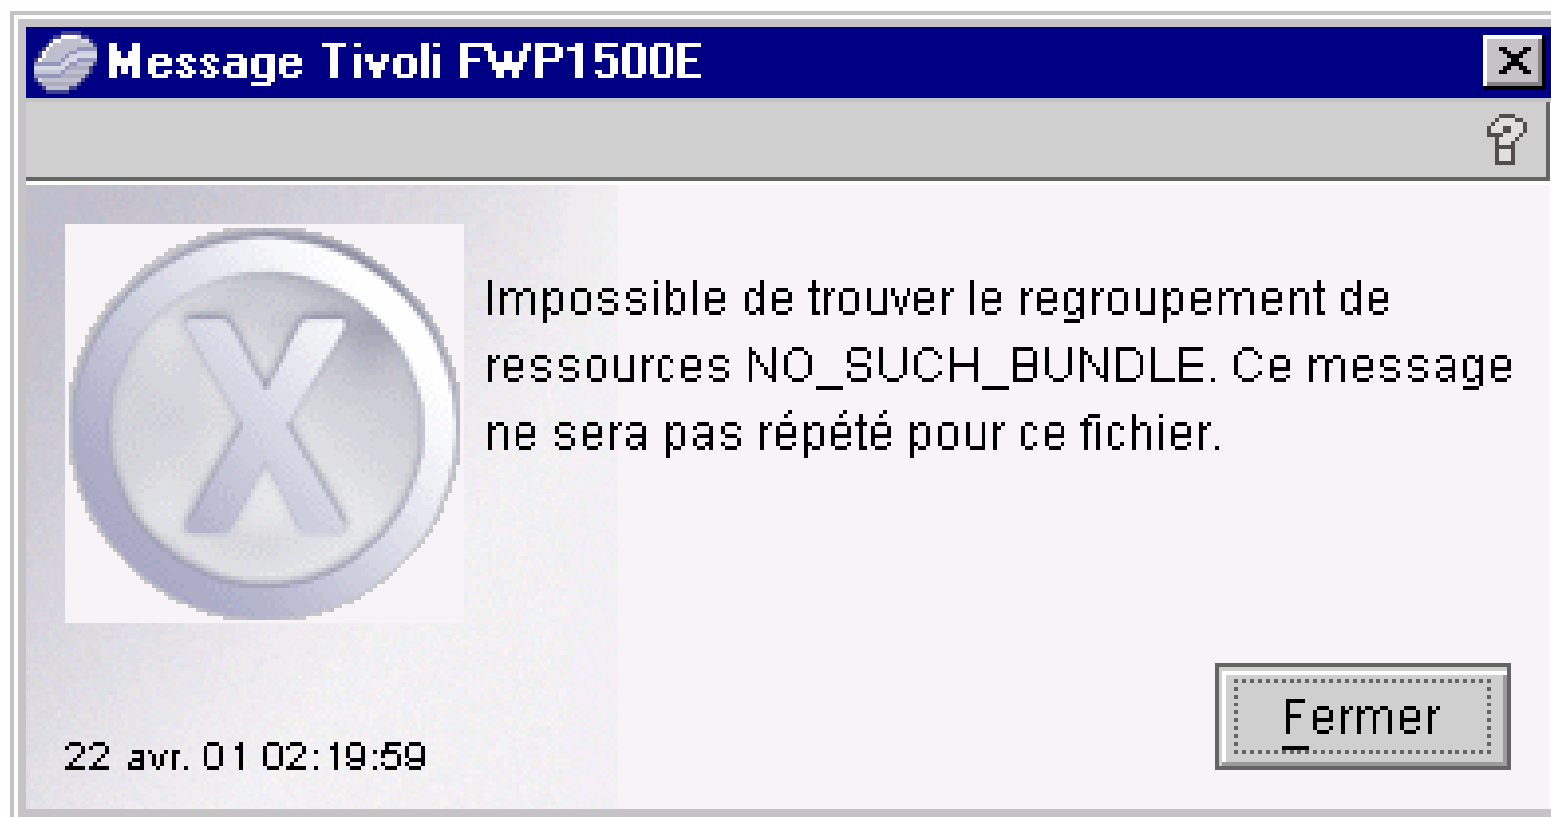 Message Tivoli FWP1500E
Impossible de trouver le regroupement de
ressources NO_SUCH_BUNDLE. Ce message
ne sera pas répété pour ce fichier.
Fermer
22 avr. 01 02:19:59